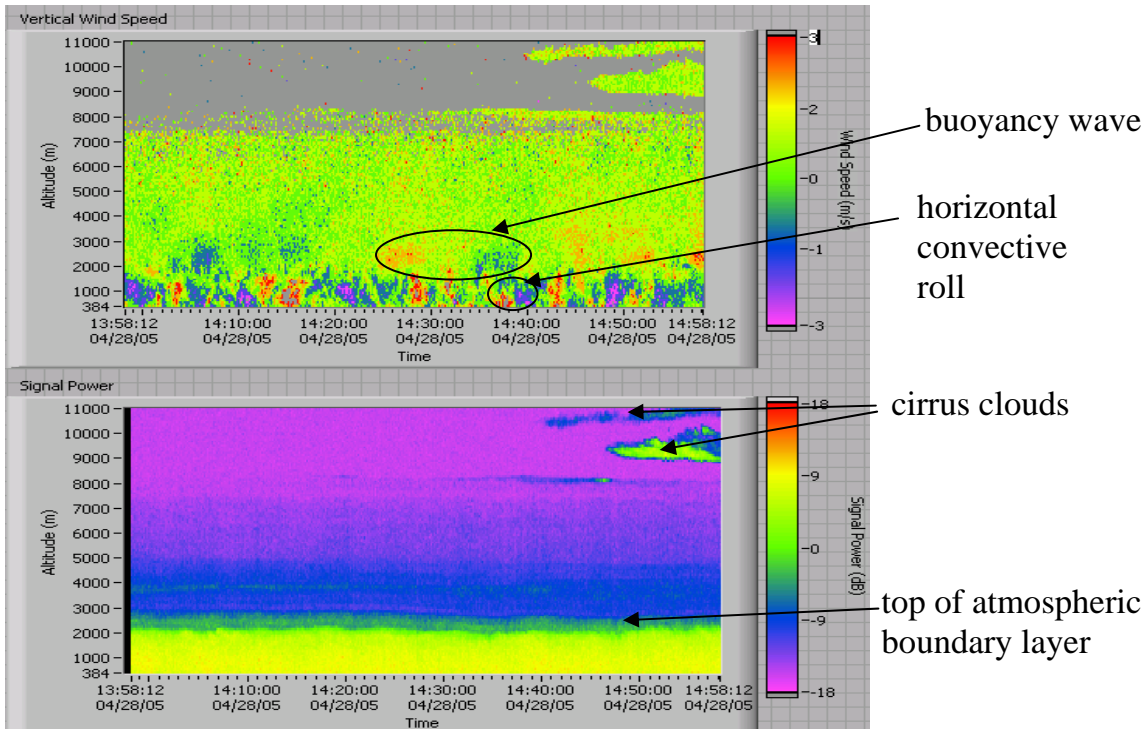 Vertical Wind Speed
11000
10000
9000
8000
7000
6000
5000
4000
3000
2000
1000
384
Altitude (m)
13:58:12 14:10:00 14:20:00 14:30:00 14:40:00 14:50:00 14:58:12
04/28/05 04/28/05 04/28/05 04/28/05 04/28/05 04/28/05 04/28/05
Time
-3
-2
-0
--1
--3
Wind Speed (m/s)
buoyancy wave
horizontal
convective
roll
Signal Power
11000
10000
9000
8000
7000
6000
5000
4000
3000
2000
1000
384
Altitude (m)
13:58:12 14:10:00 14:20:00 14:30:00 14:40:00 14:50:00 14:58:12
04/28/05 04/28/05 04/28/05 04/28/05 04/28/05 04/28/05 04/28/05
Time
-18
-9
-0
--9
--18
Signal Power (dB)
cirrus clouds
top of atmospheric
boundary layer